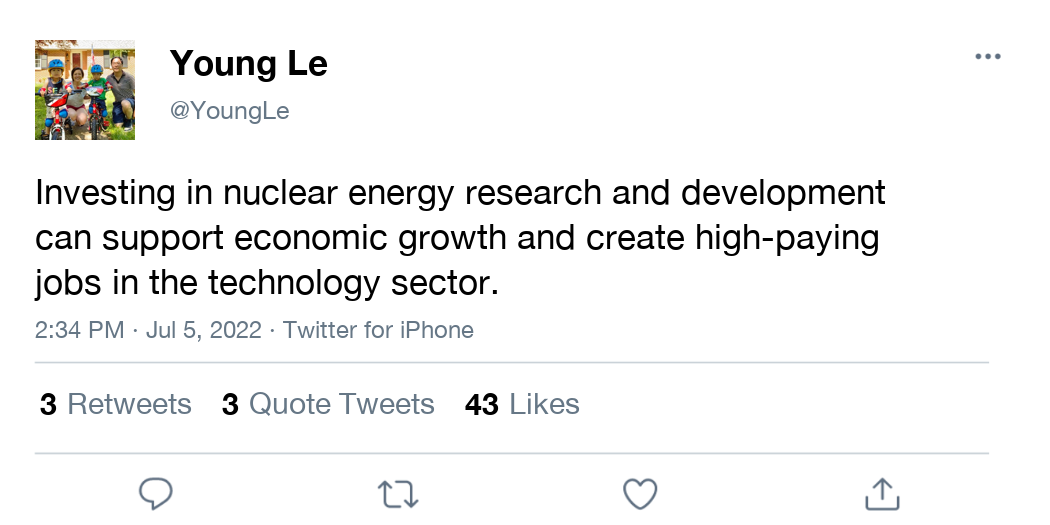 Young Le
@YoungLe
Investing in nuclear energy research and development
can support economic growth and create high-paying
jobs in the technology sector.
2:34 PM · Jul 5, 2022 · Twitter for iPhone
3 Retweets 3 Quote Tweets 43 Likes